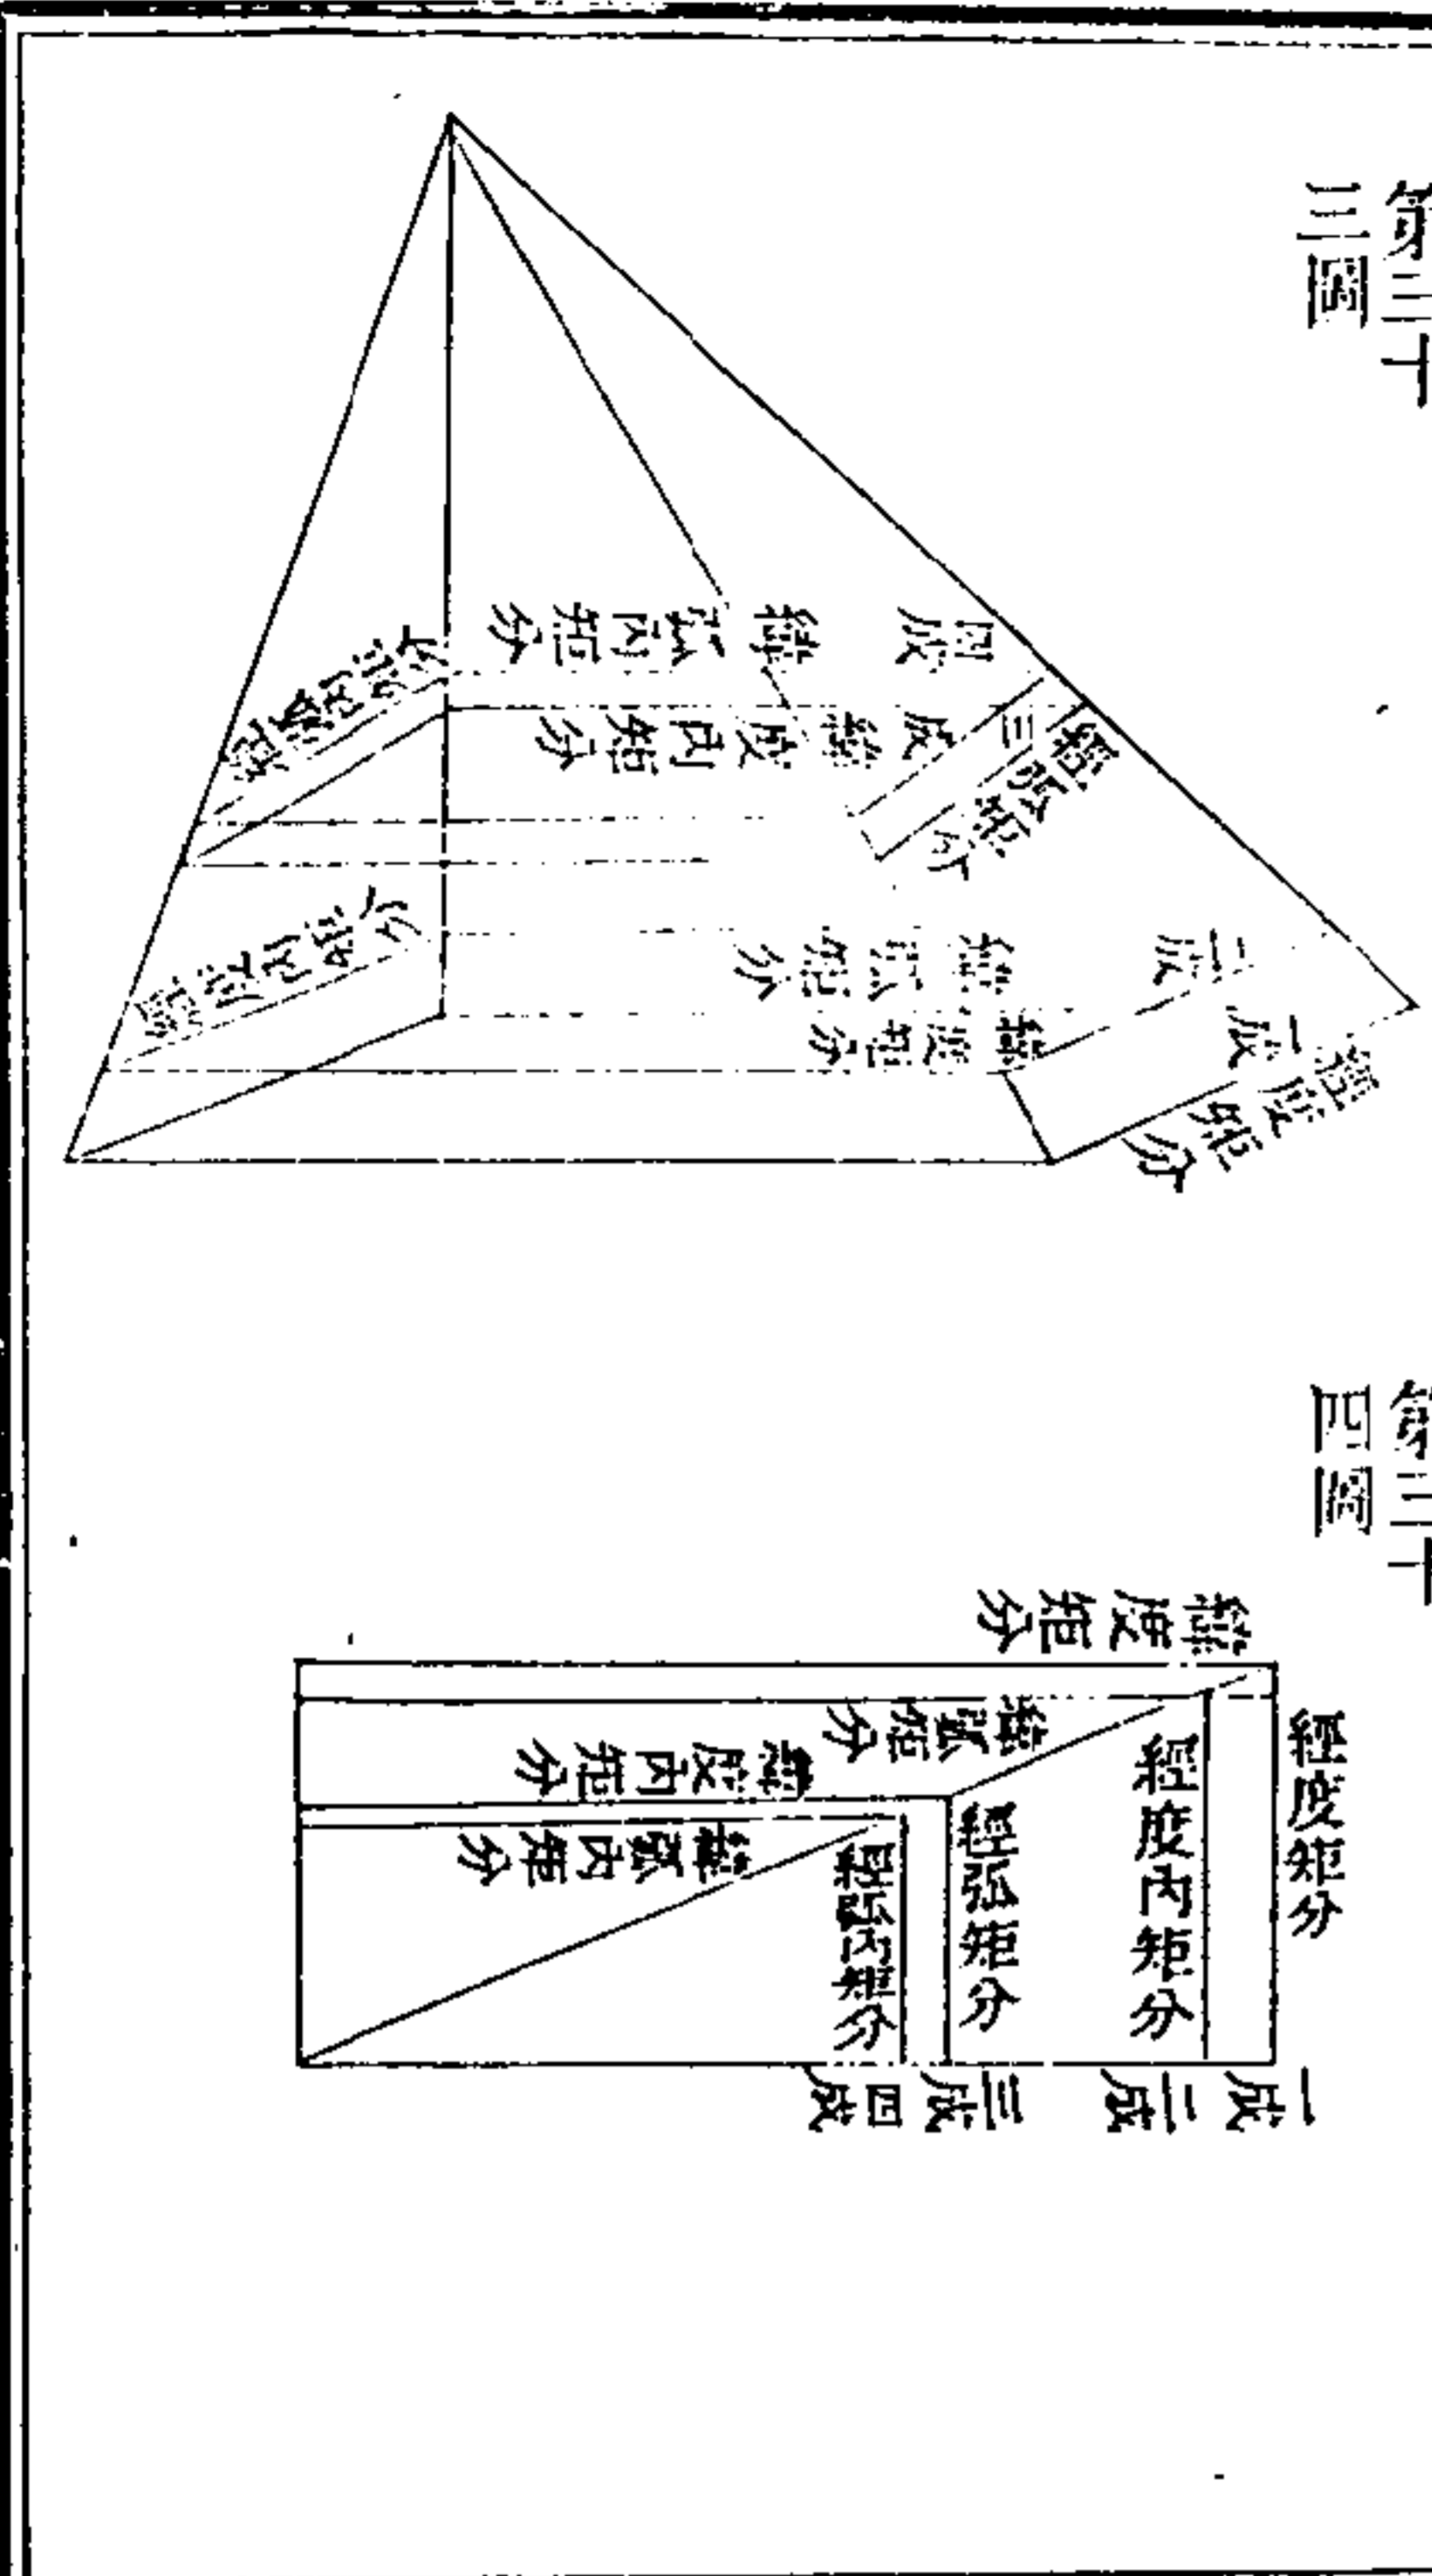 第三十
三圖
四成
緯弧內矩分
三成
緯度內矩分
經弧矩分
經度內矩分
二成
緯弧矩分
一成
緯度矩分
經度矩分
第三十
四圖
緯度矩分
經度矩分
緯弧矩分
經度內矩分
緯度內矩分
經弧矩分
緯弧內矩分
經弧內矩分
一成
二成
三成
四成